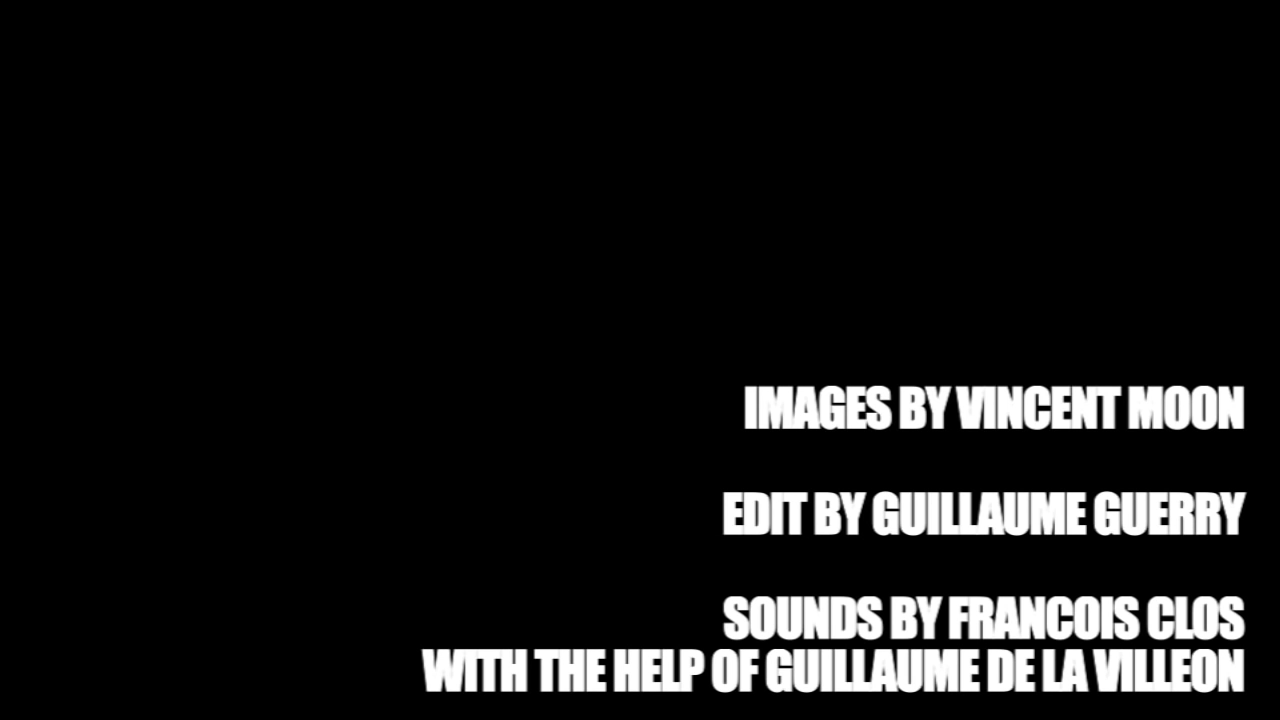 IMAGES BY VINCENT MOON
EDIT BY GUILLAUME GUERRY
SOUNDS BY FRANCOIS CLOS
WITH THE HELP OF GUILLAUME DE LA VILLEON